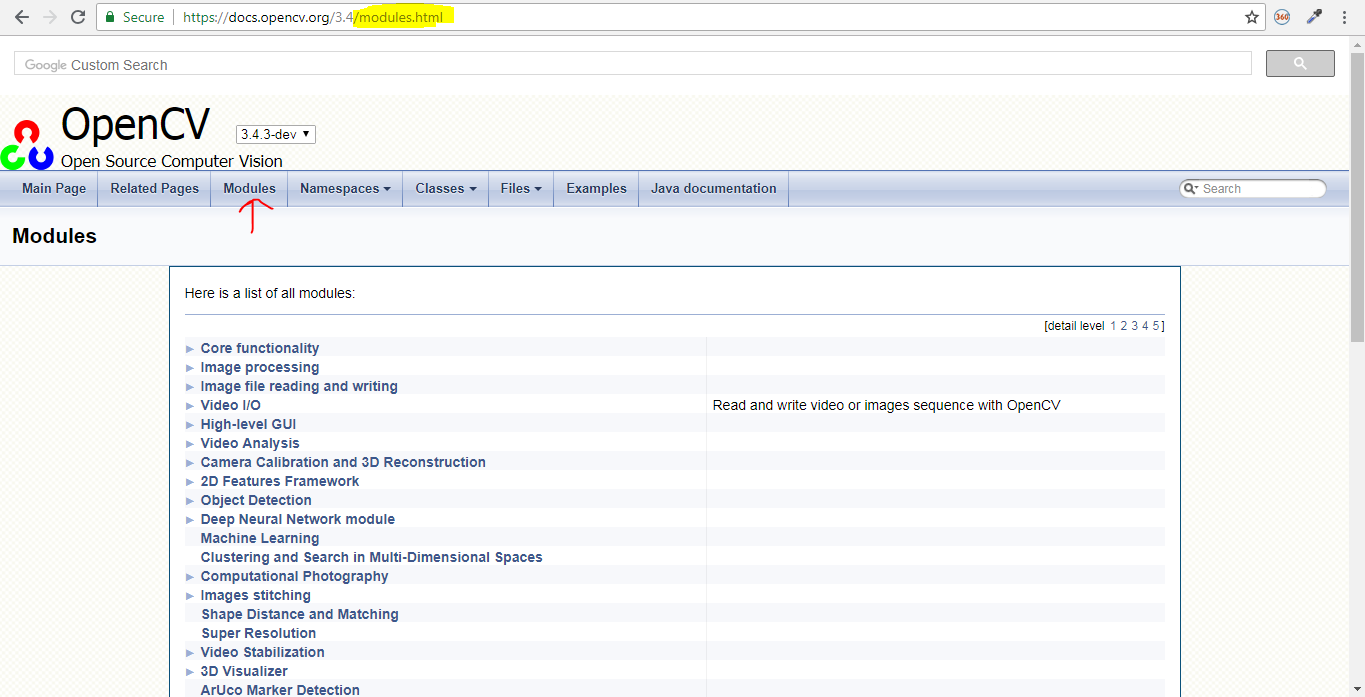 Secure https://docs.opencv.org/3.4/modules.html 360
Google Custom Search
OpenCV 3.4.3-dev
Open Source Computer Vision
Main Page Related Pages Modules Namespaces Classes Files Examples Java documentation Search
Modules
Here is a list of all modules:
[detail level 1 2 3 4 5]
Core functionality
Image processing
Image file reading and writing
Video I/O Read and write video or images sequence with OpenCV
High-level GUI
Video Analysis
Camera Calibration and 3D Reconstruction
2D Features Framework
Object Detection
Deep Neural Network module
Machine Learning
Clustering and Search in Multi-Dimensional Spaces
Computational Photography
Images stitching
Shape Distance and Matching
Super Resolution
Video Stabilization
3D Visualizer
ArUco Marker Detection